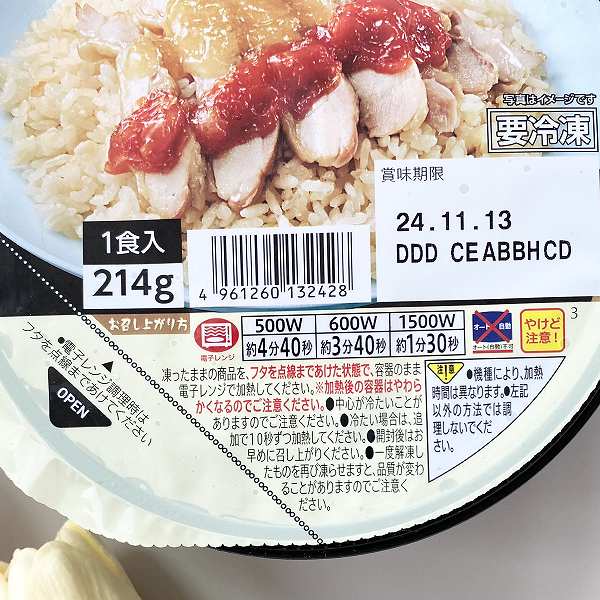 写真はイメージです
要冷凍
賞味期限
24.11.13
DDD CEABBHCD
1食入
214g
4 961260 132428
お召し上がり方
電子レンジ
500W 600W 1500W
約4分40秒 約3分40秒 約1分30秒
オート 自動
オート(自動)不可
やけど
注意!
3
●電子レンジ調理時は
フタを点線まであけてください
OPEN
凍ったままの商品を、フタを点線まであけた状態で、容器のまま
電子レンジで加熱してください。※加熱後の容器はやわら
かくなるのでご注意ください。●中心が冷たいことが
ありますのでご注意ください。●冷たい場合は、追
加で10秒ずつ加熱してください。●開封後はお
早めに召し上がりください。●一度解凍し
たものを再び凍らせますと、品質が変わ
ることがありますのでご注意くだ
さい。
注意!
●機種により、加熱
時間は異なります。●左記
以外の方法では調
理しないでくだ
さい。